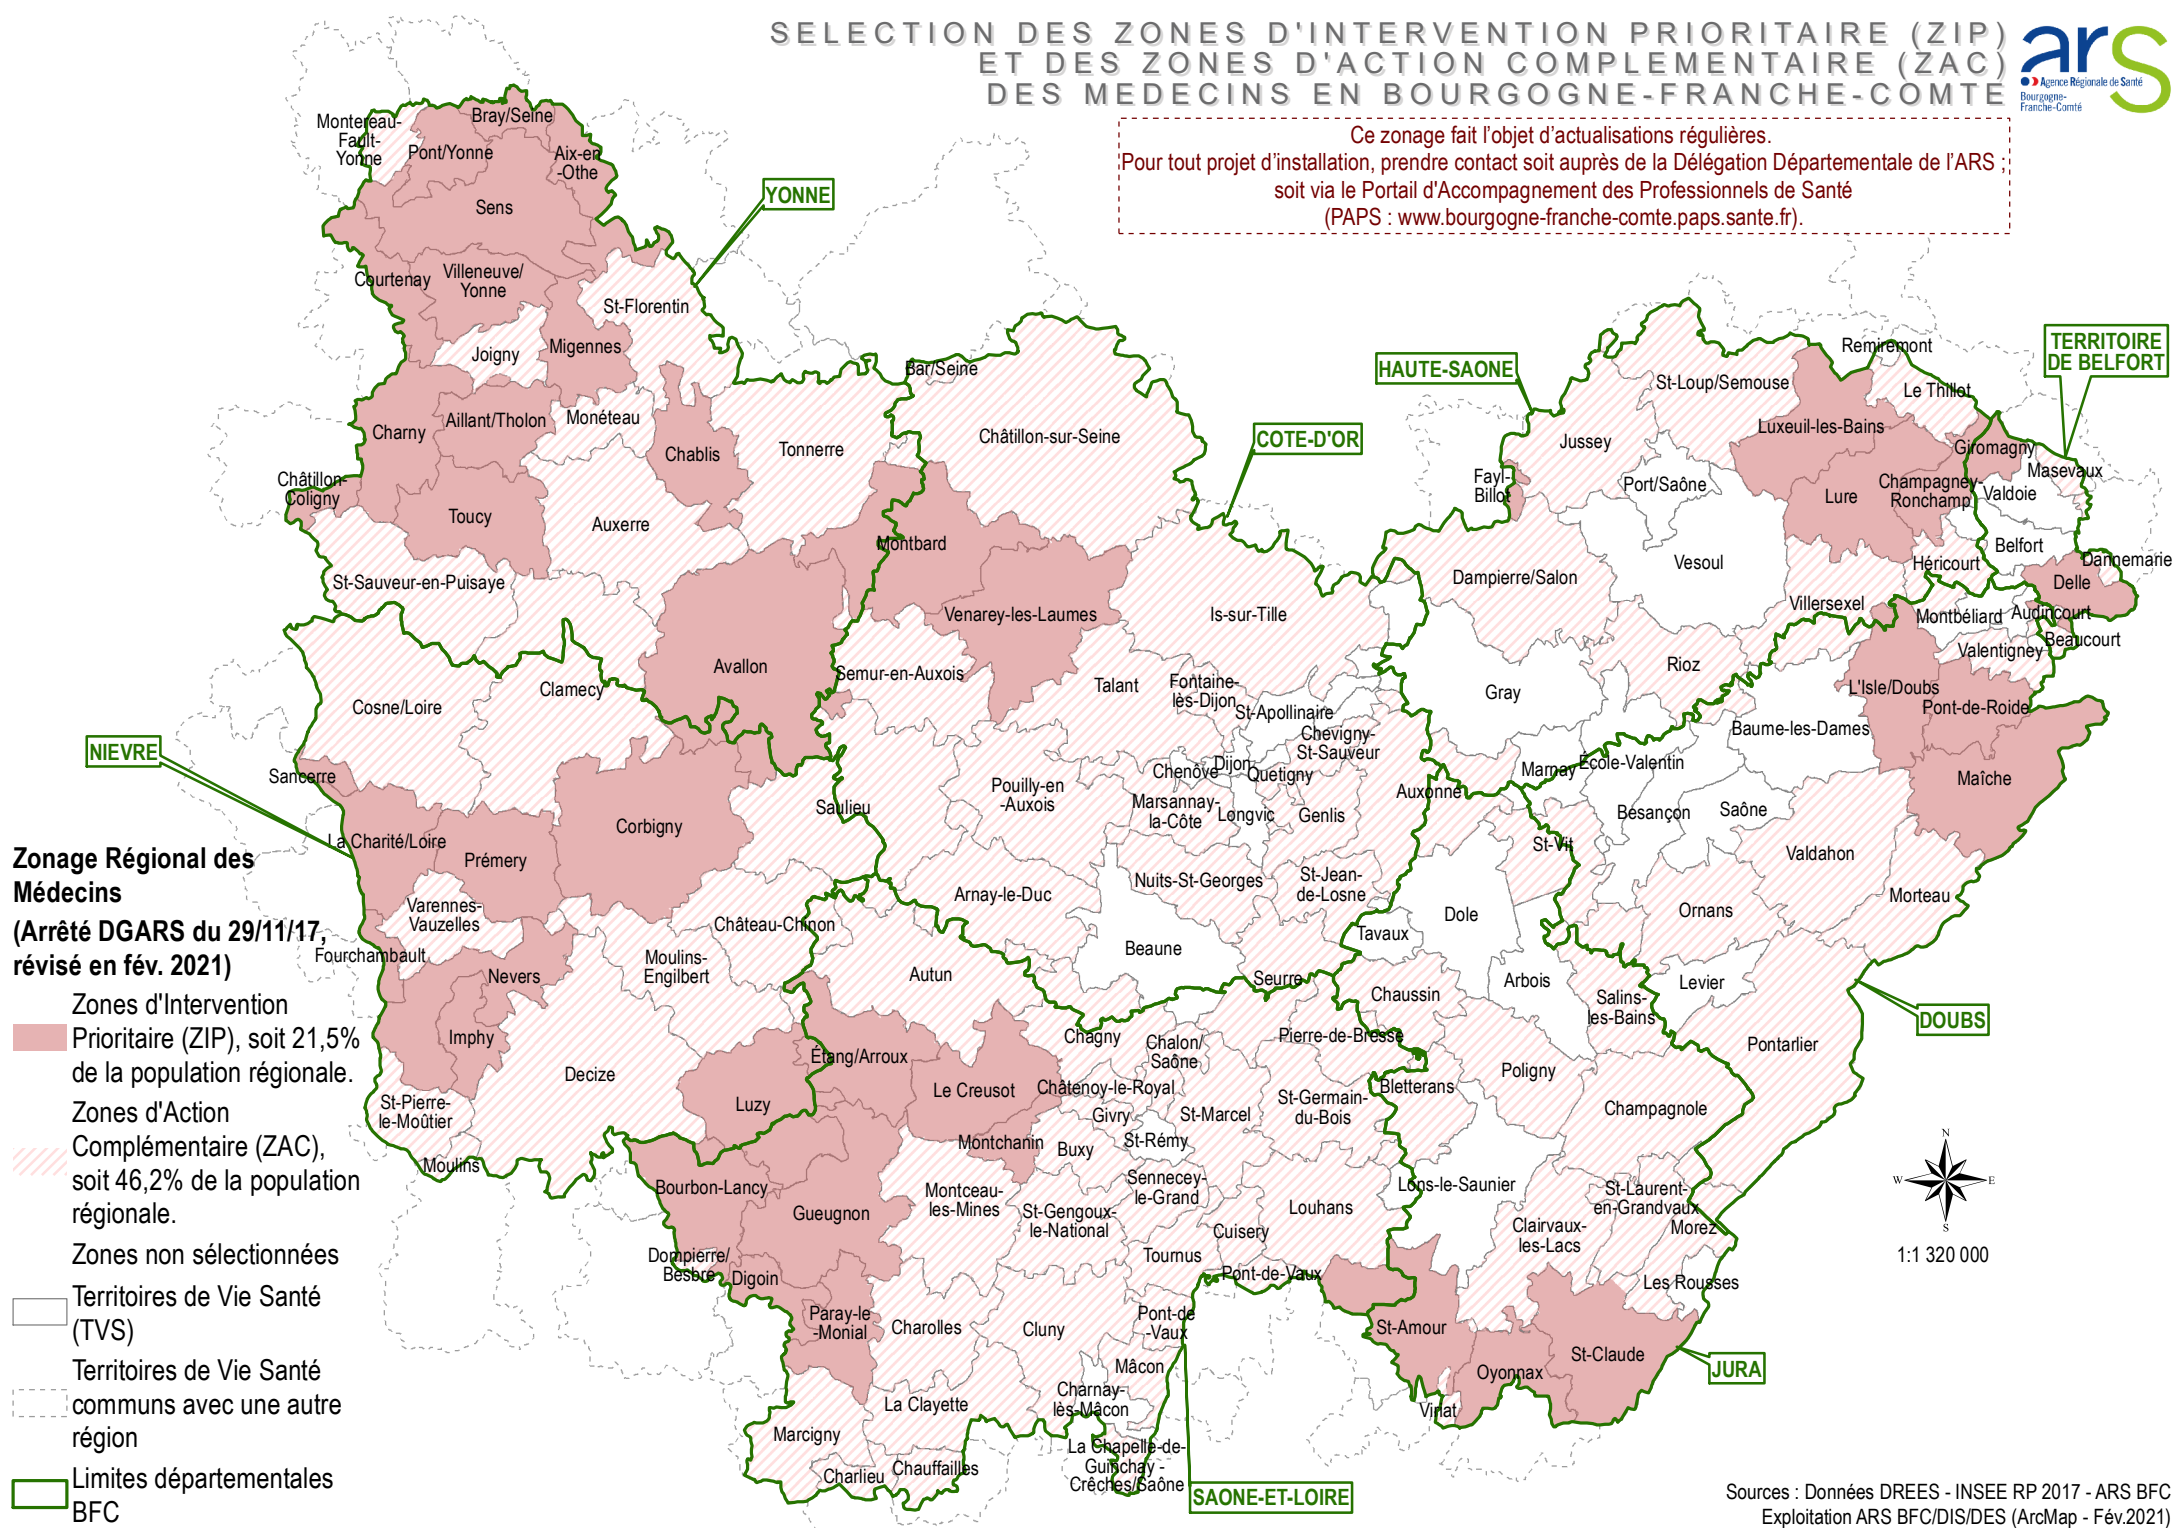 SELECTION DES ZONES D'INTERVENTION PRIORITAIRE (ZIP)
ET DES ZONES D'ACTION COMPLEMENTAIRE (ZAC)
DES MEDECINS EN BOURGOGNE-FRANCHE-COMTE
ars
Agence Régionale de Santé
Bourgogne-
Franche-Comté
Ce zonage fait l'objet d'actualisations régulières.
Pour tout projet d'installation, prendre contact soit auprès de la Délégation Départementale de l'ARS ;
soit via le Portail d'Accompagnement des Professionnels de Santé
(PAPS : www.bourgogne-franche-comte.paps.sante.fr).
YONNE
Montereau-
Fault-
Yonne
Bray/Seine
Pont/Yonne
Aix-en
-Othe
Sens
Courtenay
Villeneuve/
Yonne
St-Florentin
Joigny
Migennes
Charny
Aillant/Tholon
Monéteau
Chablis
Tonnerre
Châtillon-
Coligny
Toucy
Auxerre
St-Sauveur-en-Puisaye
Avallon
COTE-D'OR
Bar/Seine
Châtillon-sur-Seine
Montbard
Venarey-les-Laumes
Is-sur-Tille
Semur-en-Auxois
Talant
Fontaine-
lès-Dijon
St-Apollinaire
Chevigny-
St-Sauveur
Dijon
Chenôve
Quetigny
Pouilly-en
-Auxois
Marsannay-
la-Côte
Longvic
Genlis
Auxonne
Saulieu
Arnay-le-Duc
Nuits-St-Georges
St-Jean-
de-Losne
Beaune
Seurre
HAUTE-SAONE
Remiremont
St-Loup/Semouse
Le Thillot
Jussey
Luxeuil-les-Bains
Fayl-
Billot
Port/Saône
Lure
Champagney-
Ronchamp
Vesoul
Dampierre/Salon
Héricourt
Villersexel
Rioz
Gray
Marnay
TERRITOIRE
DE BELFORT
Giromagny
Masevaux
Valdoie
Belfort
Dannemarie
Delle
Beaucourt
NIEVRE
Cosne/Loire
Clamecy
Sancerre
La Charité/Loire
Prémery
Corbigny
Varennes-
Vauzelles
Fourchambault
Nevers
Château-Chinon
Moulins-
Engilbert
Imphy
Decize
Luzy
St-Pierre-
le-Moûtier
Moulins
DOUBS
Montbéliard
Audincourt
Valentigney
L'Isle/Doubs
Pont-de-Roide
Baume-les-Dames
École-Valentin
Maîche
Besançon
Saône
St-Vit
Valdahon
Morteau
Ornans
Levier
Pontarlier
JURA
Dole
Tavaux
Arbois
Chaussin
Salins-
les-Bains
Poligny
Bletterans
Champagnole
Lons-le-Saunier
St-Laurent-
en-Grandvaux
Clairvaux-
les-Lacs
Morez
Les Rousses
St-Amour
St-Claude
Oyonnax
Viriat
SAONE-ET-LOIRE
Autun
Étang/Arroux
Le Creusot
Chagny
Chalon/
Saône
Pierre-de-Bresse
Châtenoy-le-Royal
Givry
St-Marcel
St-Germain-
du-Bois
Montchanin
Buxy
St-Rémy
Bourbon-Lancy
Gueugnon
Montceau-
les-Mines
St-Gengoux-
le-National
Sennecey-
le-Grand
Louhans
Cuisery
Tournus
Pont-de-Vaux
Dompierre/
Besbre
Digoin
Paray-le
-Monial
Charolles
Cluny
Pont-de
-Vaux
Mâcon
Charnay-
lès-Mâcon
La Clayette
Marcigny
Charlieu
Chauffailles
La Chapelle-de-
Guinchay -
Crêches/Saône
Zonage Régional des
Médecins
(Arrêté DGARS du 29/11/17,
révisé en fév. 2021)
Zones d'Intervention
Prioritaire (ZIP), soit 21,5%
de la population régionale.
Zones d'Action
Complémentaire (ZAC),
soit 46,2% de la population
régionale.
Zones non sélectionnées
Territoires de Vie Santé
(TVS)
Territoires de Vie Santé
communs avec une autre
région
Limites départementales
BFC
N
W
E
S
1:1 320 000
Sources : Données DREES - INSEE RP 2017 - ARS BFC
Exploitation ARS BFC/DIS/DES (ArcMap - Fév.2021)